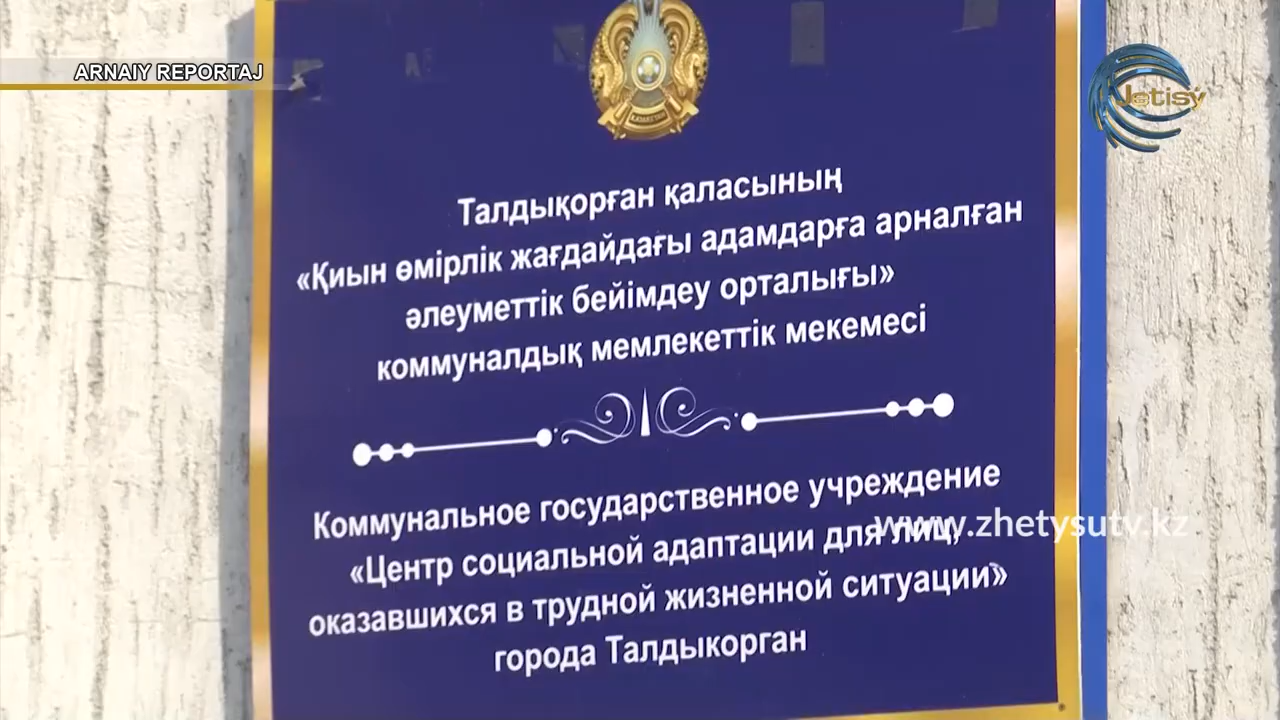 ARNAIY REPORTAJ
Jetisý
ҚАЗАҚСТАН
Талдықорған қаласының
«Қиын өмірлік жағдайдағы адамдарға арналған
әлеуметтік бейімдеу орталығы»
коммуналдық мемлекеттік мекемесі
Коммунальное государственное учреждение
«Центр социальной адаптации для лиц,
оказавшихся в трудной жизненной ситуации»
города Талдыкорган
www.zhetysutv.kz